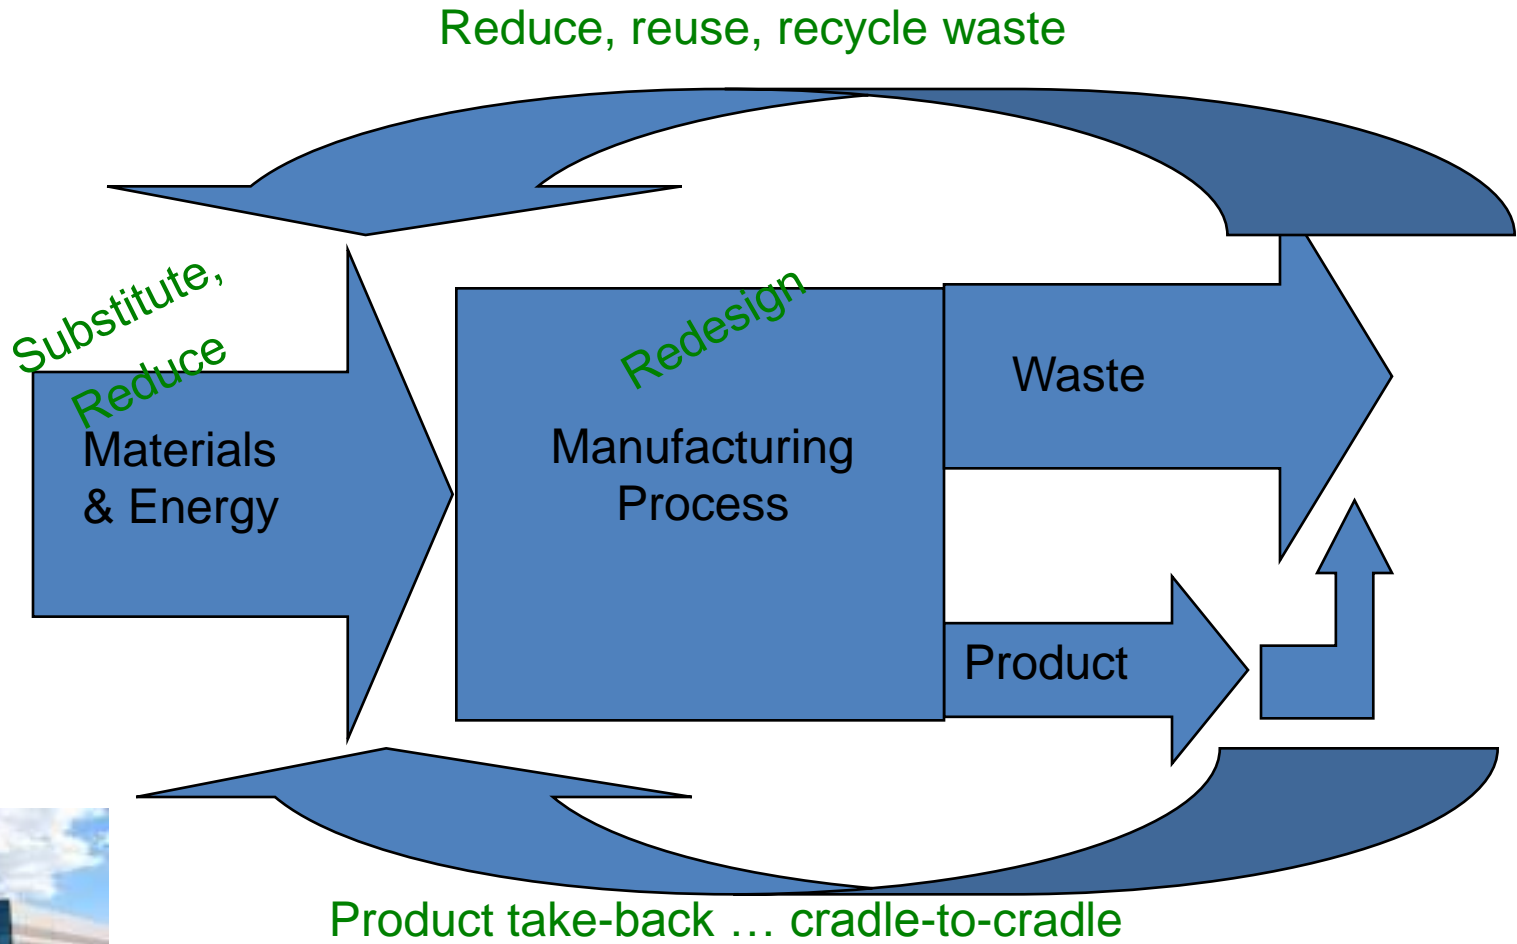 Reduce, reuse, recycle waste
Substitute,
Reduce
Materials
& Energy
Redesign
Manufacturing
Process
Waste
Product
Product take-back … cradle-to-cradle